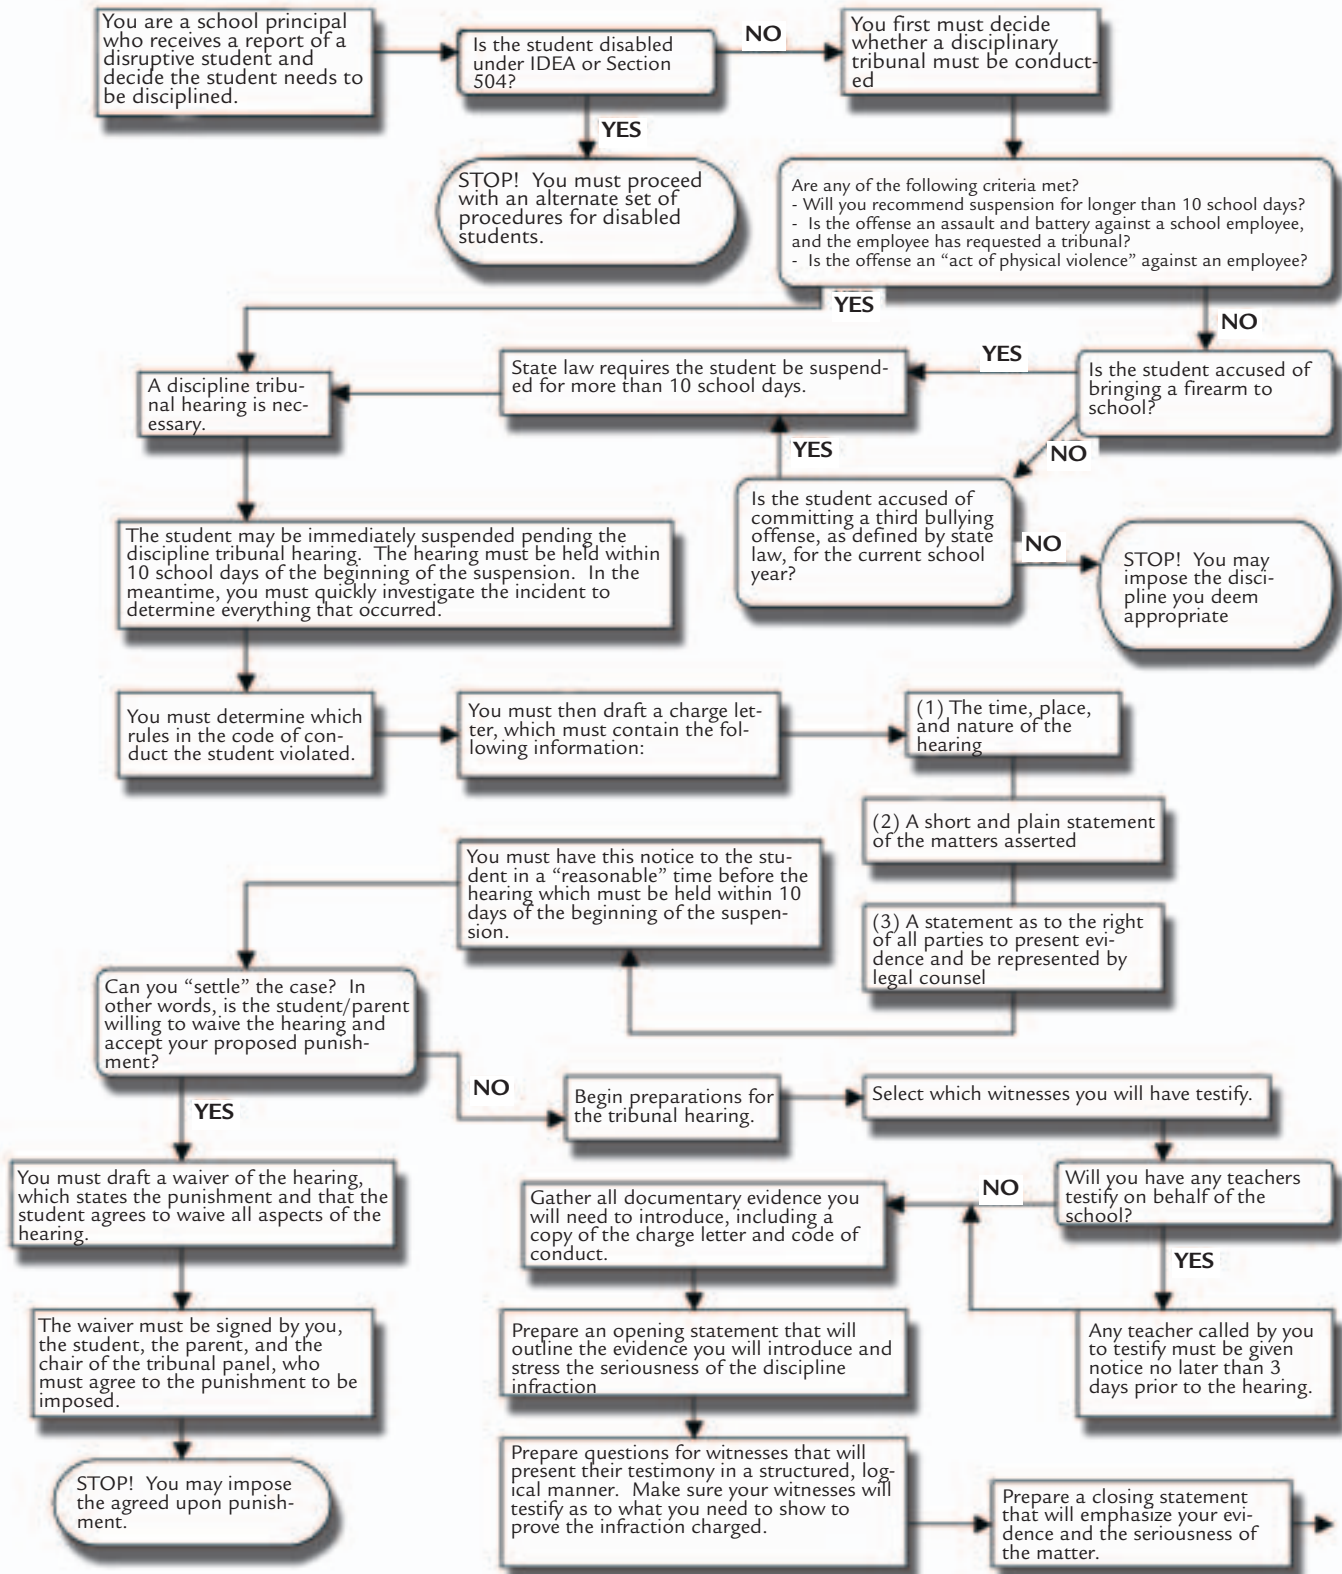 You are a school principal
who receives a report of a
disruptive student and
decide the student needs to
be disciplined.
Is the student disabled
under IDEA or Section
504?
NO
You first must decide
whether a disciplinary
tribunal must be conduct-
ed
YES
STOP!  You must proceed
with an alternate set of
procedures for disabled
students.
Are any of the following criteria met?
- Will you recommend suspension for longer than 10 school days?
-  Is the offense an assault and battery against a school employee,
and the employee has requested a tribunal?
-  Is the offense an “act of physical violence” against an employee?
YES
NO
Is the student accused of
bringing a firearm to
school?
YES
State law requires the student be suspend-
ed for more than 10 school days.
A discipline tribu-
nal hearing is nec-
essary.
NO
YES
Is the student accused of
committing a third bullying
offense, as defined by state
law, for the current school
year?
NO
STOP!  You may
impose the disci-
pline you deem
appropriate
The student may be immediately suspended pending the
discipline tribunal hearing.  The hearing must be held within
10 school days of the beginning of the suspension.  In the
meantime, you must quickly investigate the incident to
determine everything that occurred.
You must determine which
rules in the code of con-
duct the student violated.
You must then draft a charge let-
ter, which must contain the fol-
lowing information:
(1) The time, place,
and nature of the
hearing
(2) A short and plain statement
of the matters asserted
(3) A statement as to the right
of all parties to present evi-
dence and be represented by
legal counsel
You must have this notice to the stu-
dent in a “reasonable” time before the
hearing which must be held within 10
days of the beginning of the suspen-
sion.
Can you “settle” the case?  In
other words, is the student/parent
willing to waive the hearing and
accept your proposed punish-
ment?
YES
NO
You must draft a waiver of the hearing,
which states the punishment and that the
student agrees to waive all aspects of the
hearing.
The waiver must be signed by you,
the student, the parent, and the
chair of the tribunal panel, who
must agree to the punishment to be
imposed.
STOP!  You may impose
the agreed upon punish-
ment.
Begin preparations for
the tribunal hearing.
Select which witnesses you will have testify.
Will you have any teachers
testify on behalf of the
school?
NO
YES
Any teacher called by you
to testify must be given
notice no later than 3
days prior to the hearing.
Gather all documentary evidence you
will need to introduce, including a
copy of the charge letter and code of
conduct.
Prepare an opening statement that will
outline the evidence you will introduce and
stress the seriousness of the discipline
infraction
Prepare questions for witnesses that will
present their testimony in a structured, log-
ical manner.  Make sure your witnesses will
testify as to what you need to show to
prove the infraction charged.
Prepare a closing statement
that will emphasize your evi-
dence and the seriousness of
the matter.